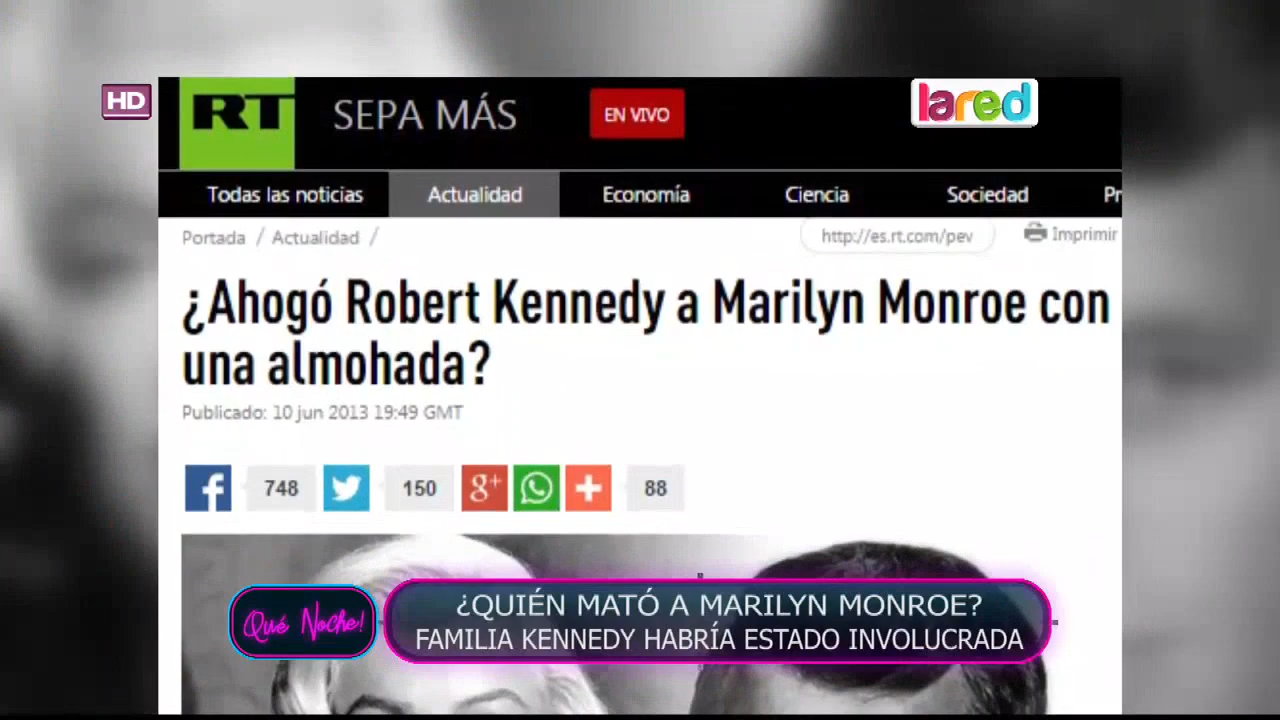 HD
RT
SEPA MÁS
EN VIVO
lared
Todas las noticias
Actualidad
Economía
Ciencia
Sociedad
Portada / Actualidad /
http://es.rt.com/pev
Imprimir
¿Ahogó Robert Kennedy a Marilyn Monroe con
una almohada?
Publicado: 10 jun 2013 19:49 GMT
748
150
g+
88
Qué Noche!
¿QUIÉN MATÓ A MARILYN MONROE?
FAMILIA KENNEDY HABRÍA ESTADO INVOLUCRADA